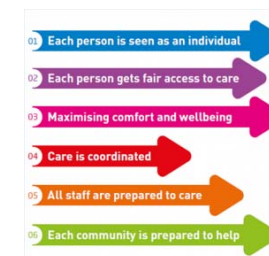 01 Each person is seen as an individual
02 Each person gets fair access to care
03 Maximising comfort and wellbeing
04 Care is coordinated
05 All staff are prepared to care
06 Each community is prepared to help